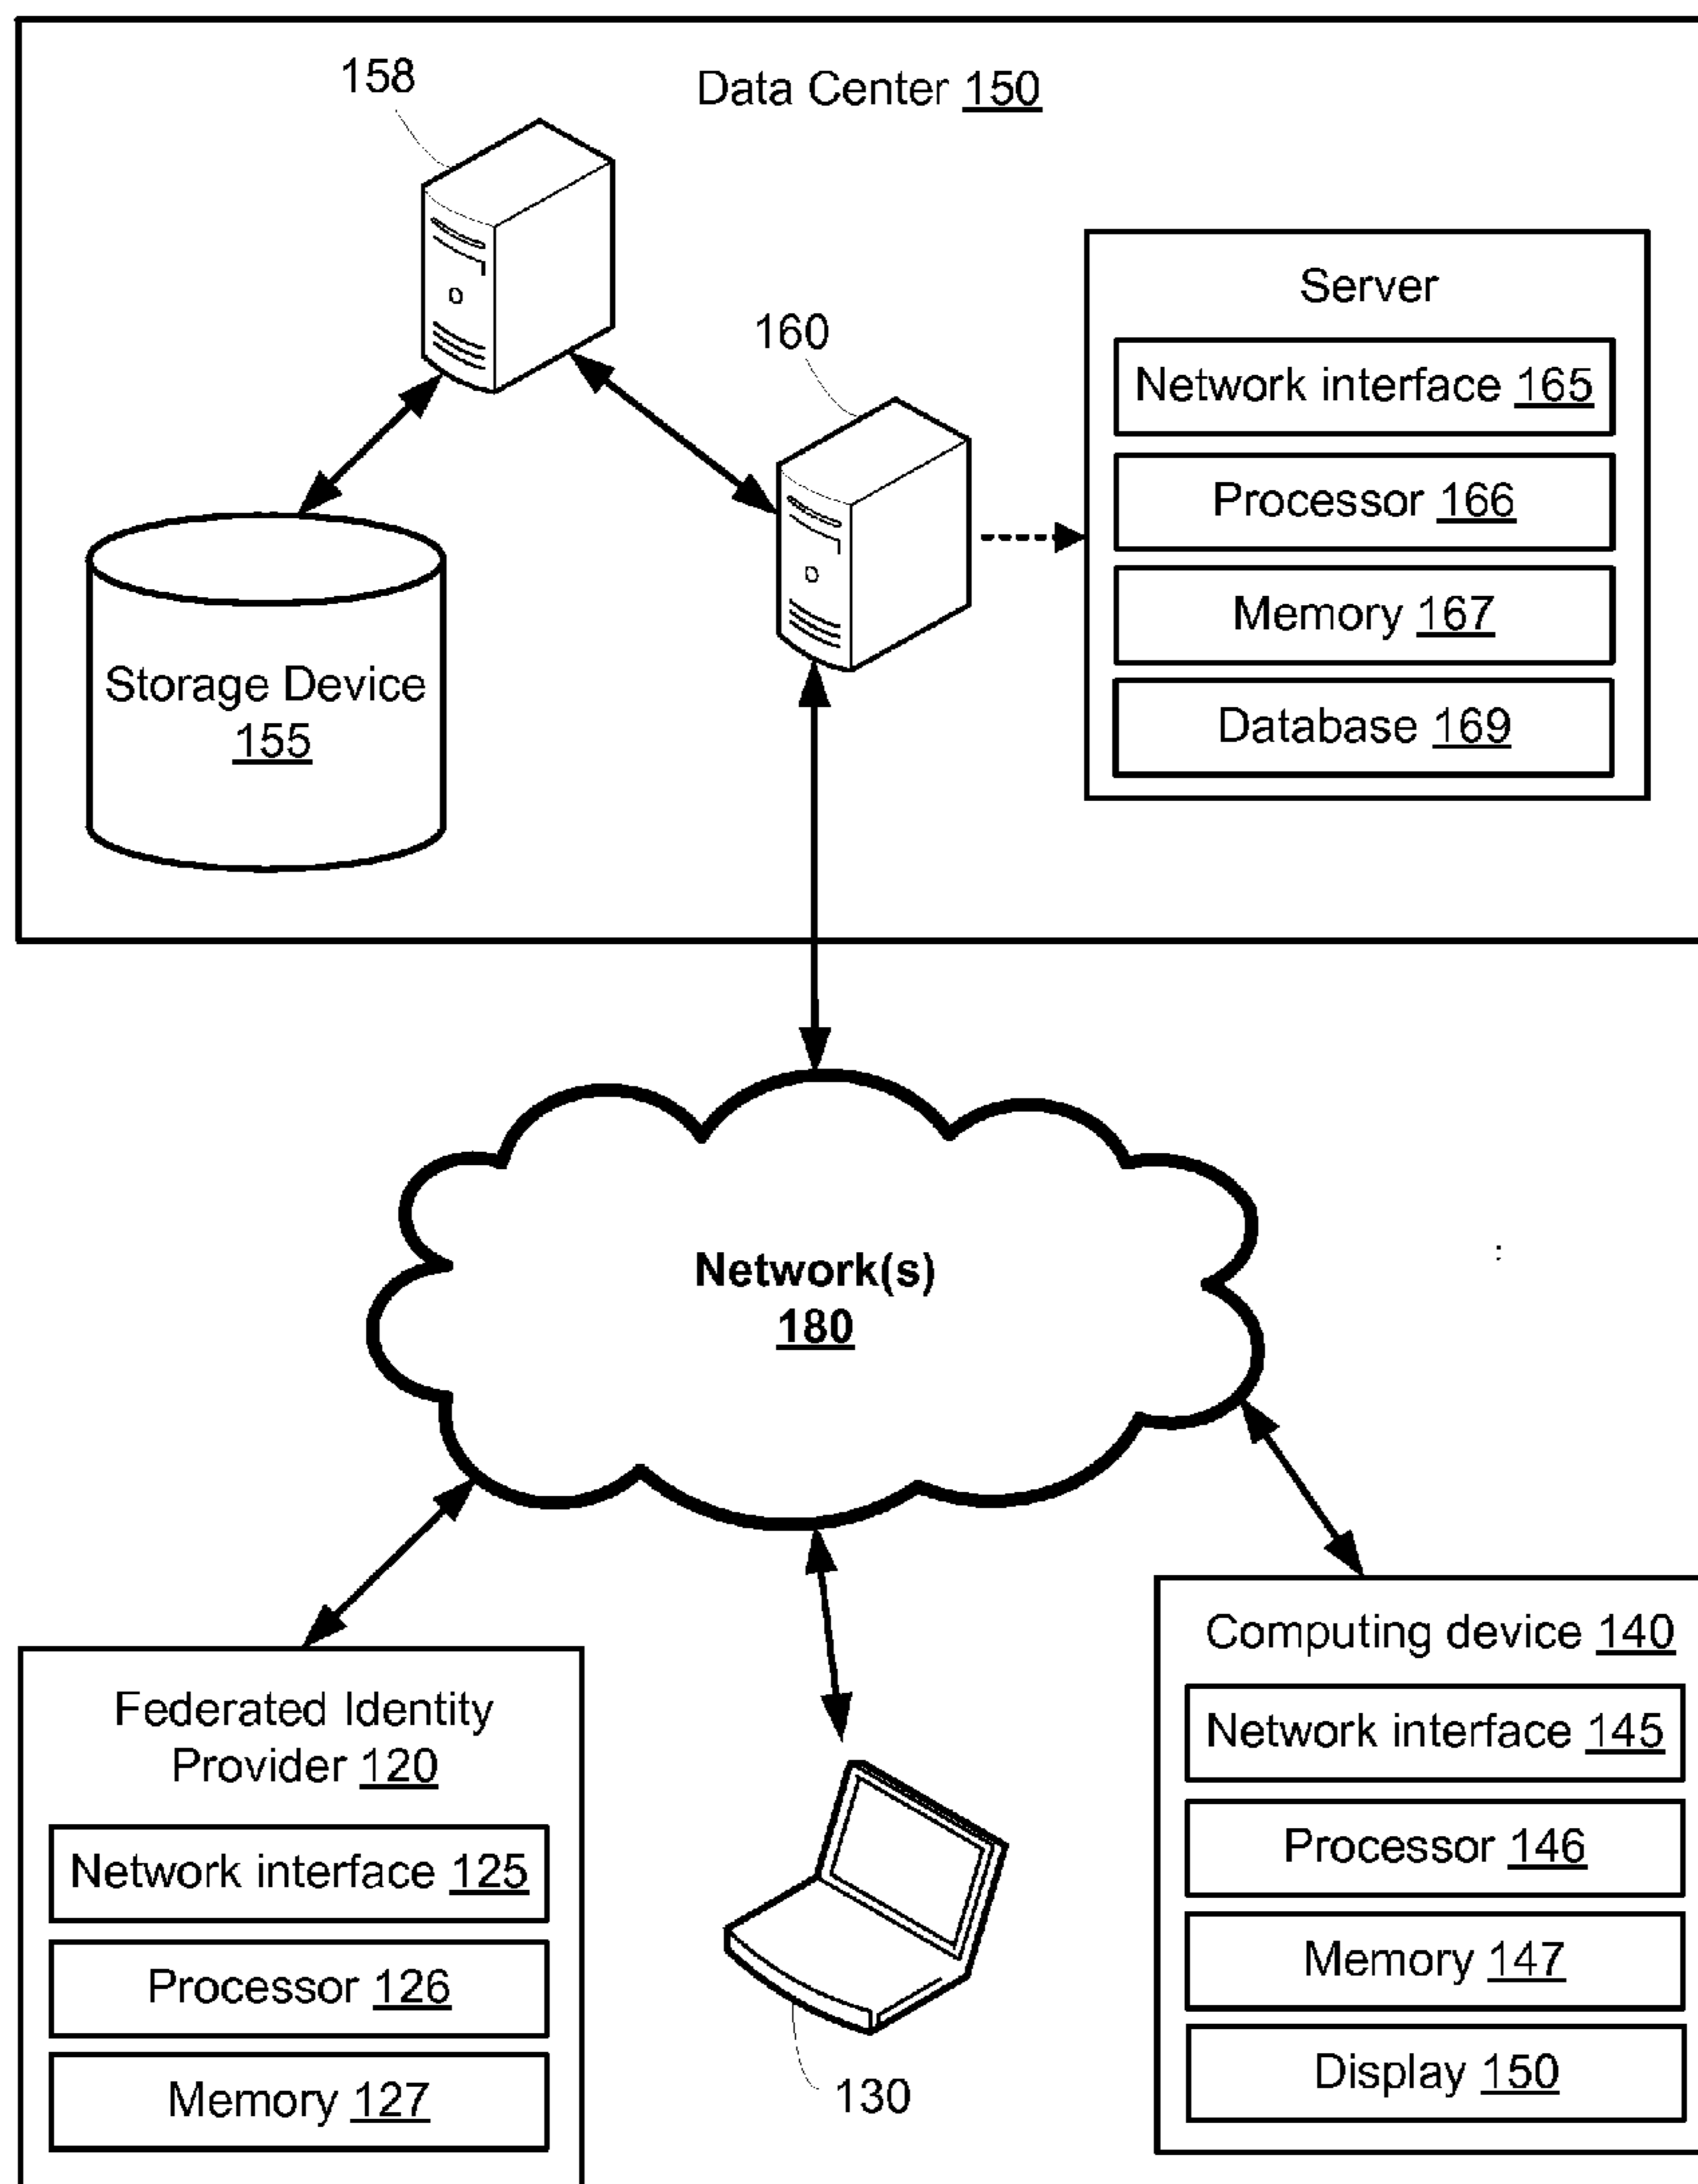 Data Center 150
158
160
Server
Network interface 165
Processor 166
Memory 167
Database 169
Storage Device
155
Network(s)
180
Federated Identity
Provider 120
Network interface 125
Processor 126
Memory 127
130
Computing device 140
Network interface 145
Processor 146
Memory 147
Display 150